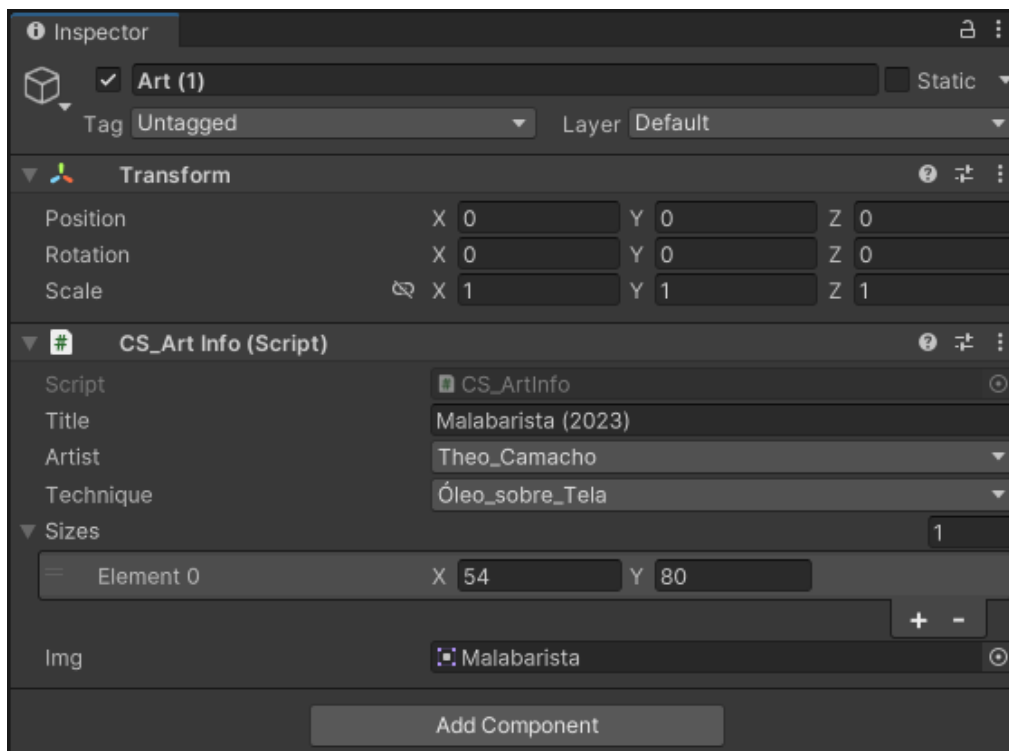 Inspector
Art (1) Static
Tag Untagged Layer Default
Transform
Position X 0 Y 0 Z 0
Rotation X 0 Y 0 Z 0
Scale X 1 Y 1 Z 1
# CS_Art Info (Script)
Script # CS_ArtInfo
Title Malabarista (2023)
Artist Theo_Camacho
Technique Óleo_sobre_Tela
Sizes 1
Element 0 X 54 Y 80
+ -
Img Malabarista
Add Component